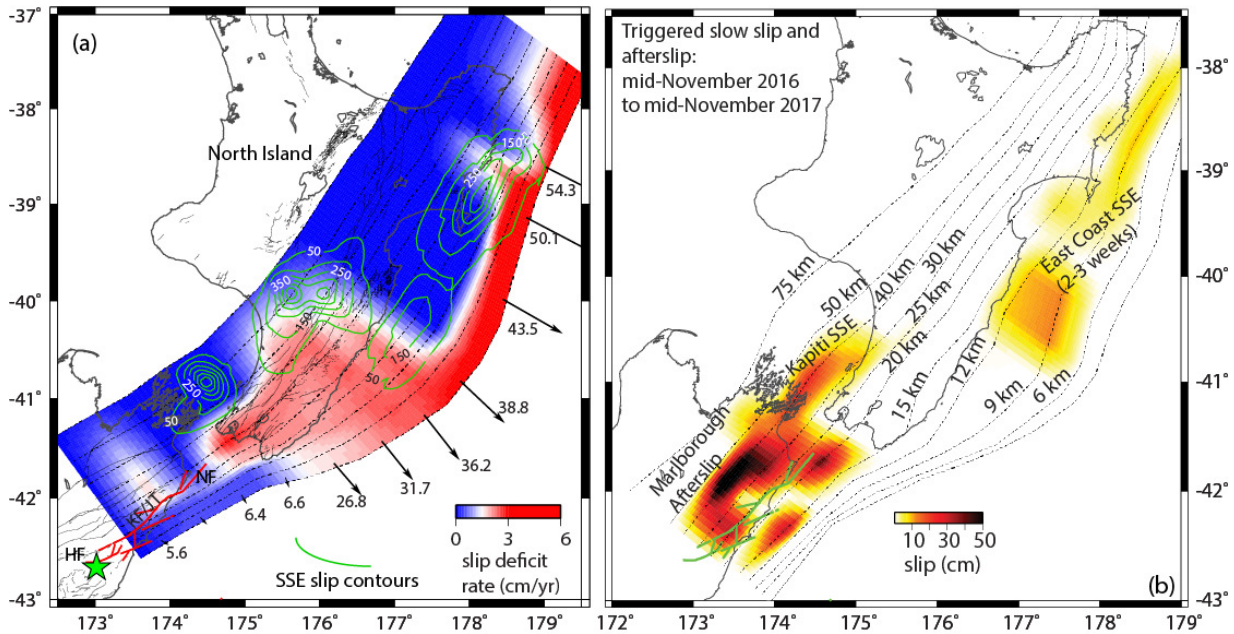 (a)
North Island
-37°
-38°
-39°
-40°
-41°
-42°
-43°
173°
174°
175°
176°
177°
178°
179°
150
250
50
350
250
150
150
50
250
50
54.3
50.1
43.5
38.8
36.2
31.7
26.8
6.6
6.4
5.6
NF
HF
SSE slip contours
0 3 6
slip deficit
rate (cm/yr)
Triggered slow slip and
afterslip:
mid-November 2016
to mid-November 2017
75 km
50 km
40 km
30 km
25 km
20 km
15 km
12 km
9 km
6 km
East Coast SSE
(2-3 weeks)
Kapiti SSE
Marlborough
Afterslip
10 30 50
slip (cm)
(b)
-38°
-39°
-40°
-41°
-42°
-43°
172°
173°
174°
175°
176°
177°
178°
179°